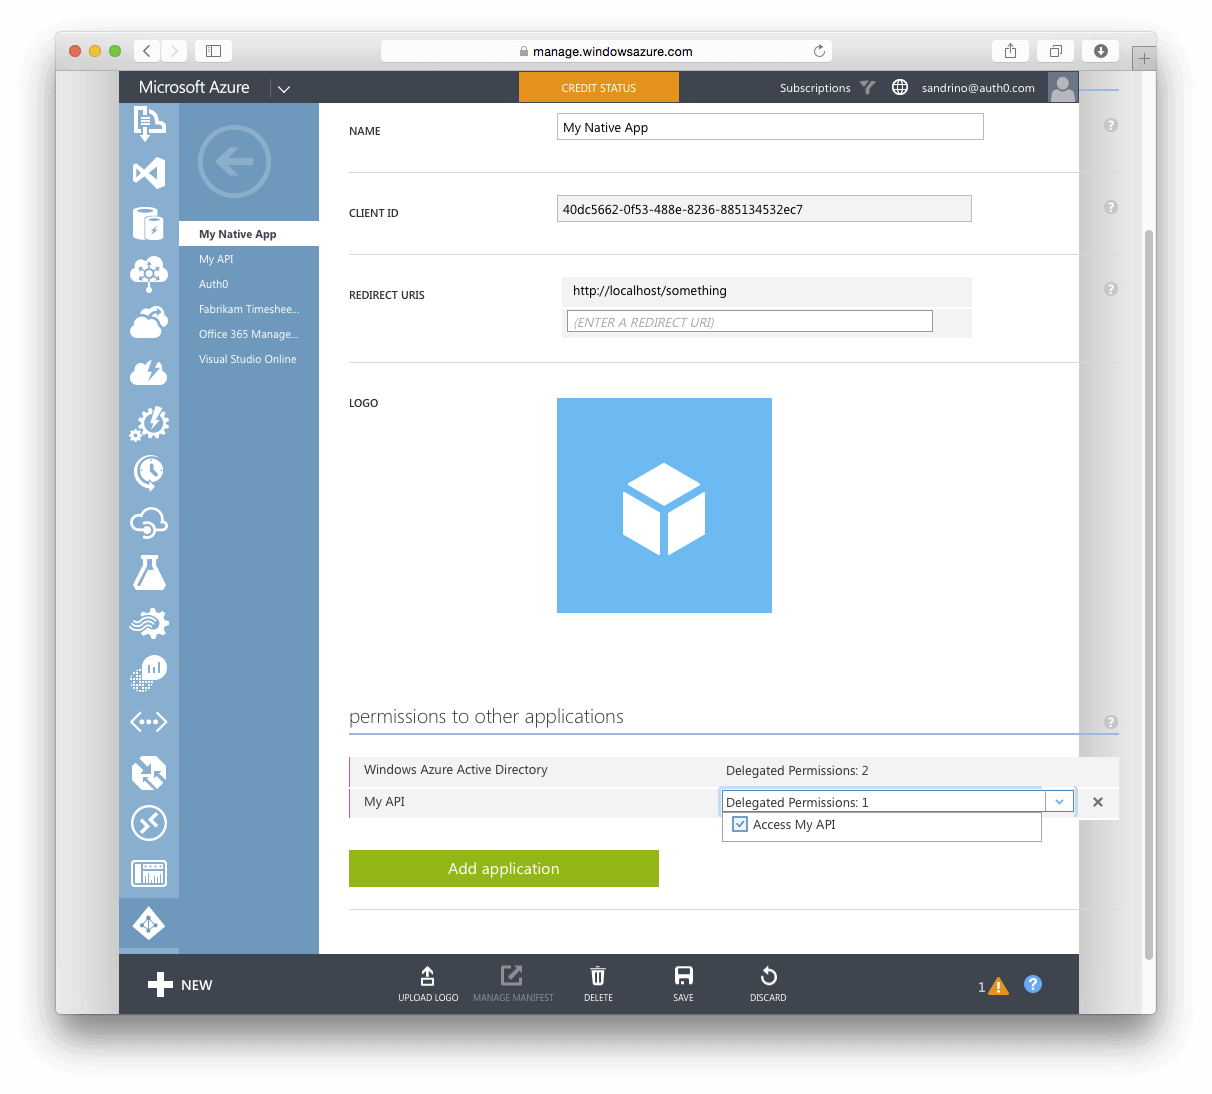 manage.windowsazure.com
Microsoft Azure
CREDIT STATUS
Subscriptions
sandrino@auth0.com
My Native App
My API
Auth0
Fabrikam Timeshee...
Office 365 Manage...
Visual Studio Online
NAME
My Native App
?
CLIENT ID
40dc5662-0f53-488e-8236-885134532ec7
?
REDIRECT URIS
http://localhost/something
?
(ENTER A REDIRECT URI)
LOGO
permissions to other applications
?
Windows Azure Active Directory
Delegated Permissions: 2
My API
Delegated Permissions: 1
Access My API
Add application
NEW
UPLOAD LOGO
MANAGE MANIFEST
DELETE
SAVE
DISCARD
1
?